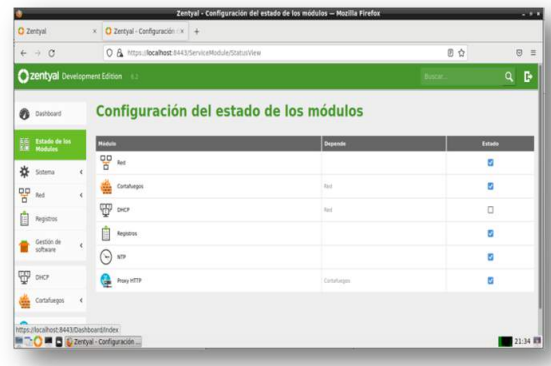 Zentyal - Configuración del estado de los módulos — Mozilla Firefox
Zentyal
Zentyal - Configuración
https://localhost:8443/ServiceModule/StatusView
zentyal Development Edition
Buscar...
Dashboard
Configuración del estado de los módulos
Estado de los Módulos
Módulo Depende Estado
Red
Sistema
Cortafuegos Red
Red
DHCP Red
Registros
Registros
Gestión de software
NTP
DHCP
Proxy HTTP Cortafuegos
Cortafuegos
https://localhost:8443/Dashboard/Index
Zentyal - Configuración ...
21:34